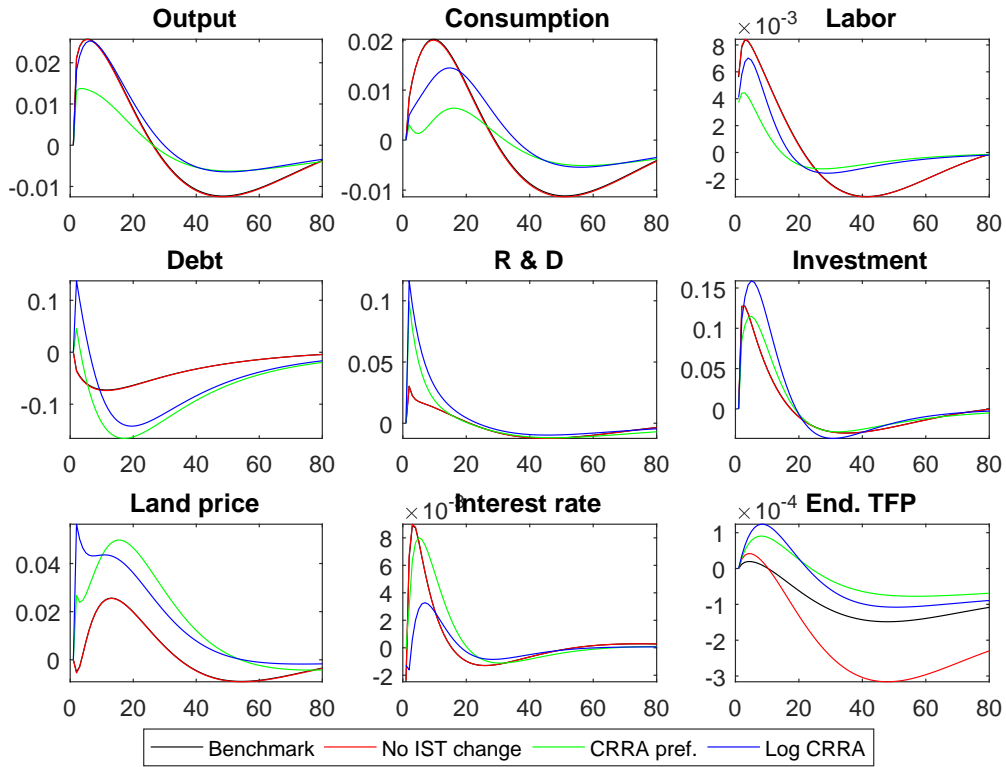 Output
0.02
0.01
0
-0.01
0 20 40 60 80
Consumption
0.02
0.01
0
-0.01
0 20 40 60 80
Labor
× 10⁻³
8
6
4
2
0
-2
0 20 40 60 80
Debt
0.1
0
-0.1
0 20 40 60 80
R & D
0.1
0.05
0
0 20 40 60 80
Investment
0.15
0.1
0.05
0
0 20 40 60 80
Land price
0.04
0.02
0
0 20 40 60 80
Interest rate
× 10
8
6
4
2
0
-2
0 20 40 60 80
End. TFP
× 10⁻⁴
1
0
-1
-2
-3
0 20 40 60 80
Benchmark No IST change CRRA pref. Log CRRA